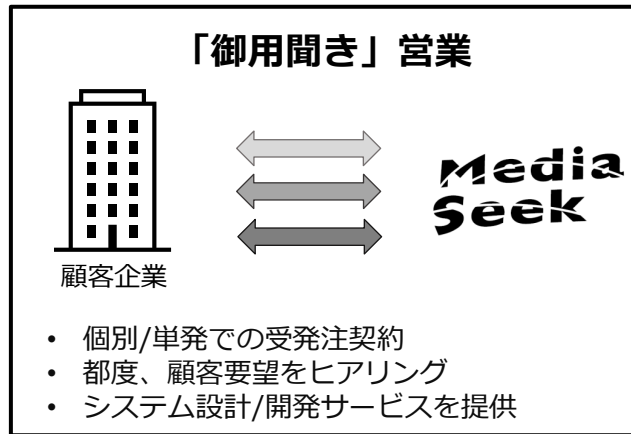 「御用聞き」営業
Media
Seek
顧客企業
• 個別/単発での受発注契約
• 都度、顧客要望をヒアリング
• システム設計/開発サービスを提供